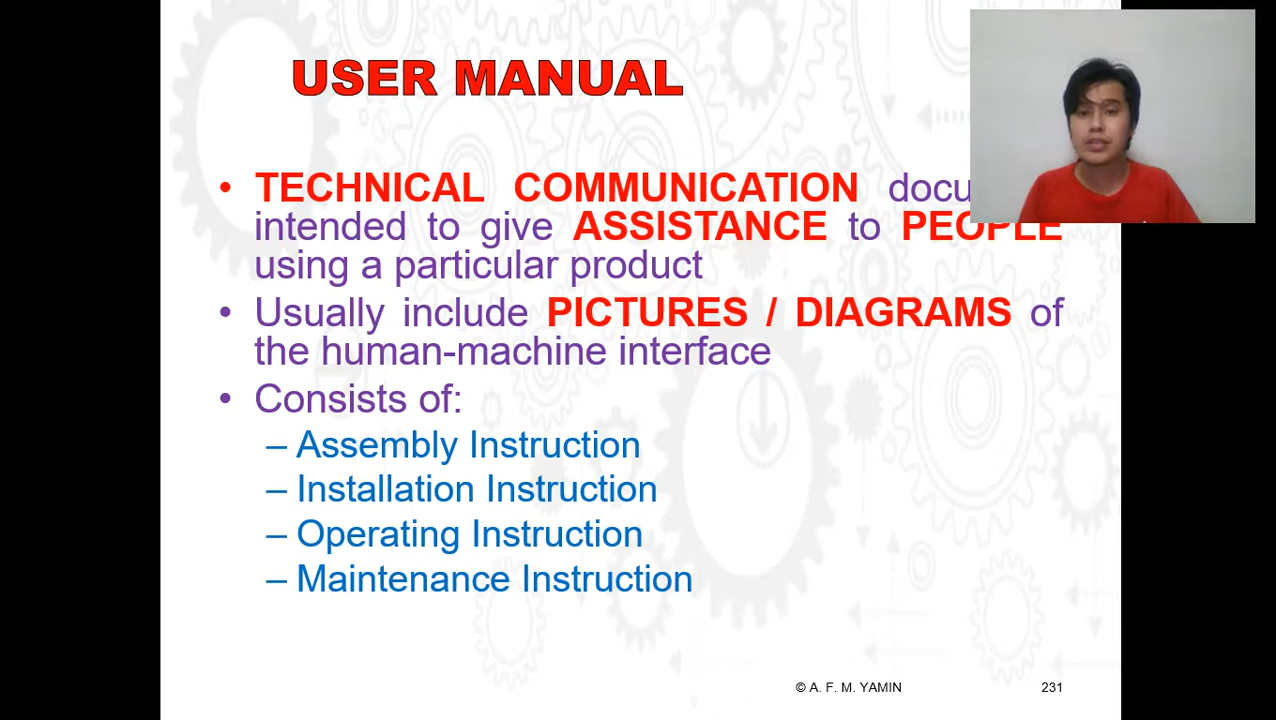 USER MANUAL
• TECHNICAL COMMUNICATION
intended to give ASSISTANCE to PEOPLE
using a particular product
• Usually include PICTURES / DIAGRAMS of
the human-machine interface
• Consists of:
– Assembly Instruction
– Installation Instruction
– Operating Instruction
– Maintenance Instruction
© A. F. M. YAMIN
231